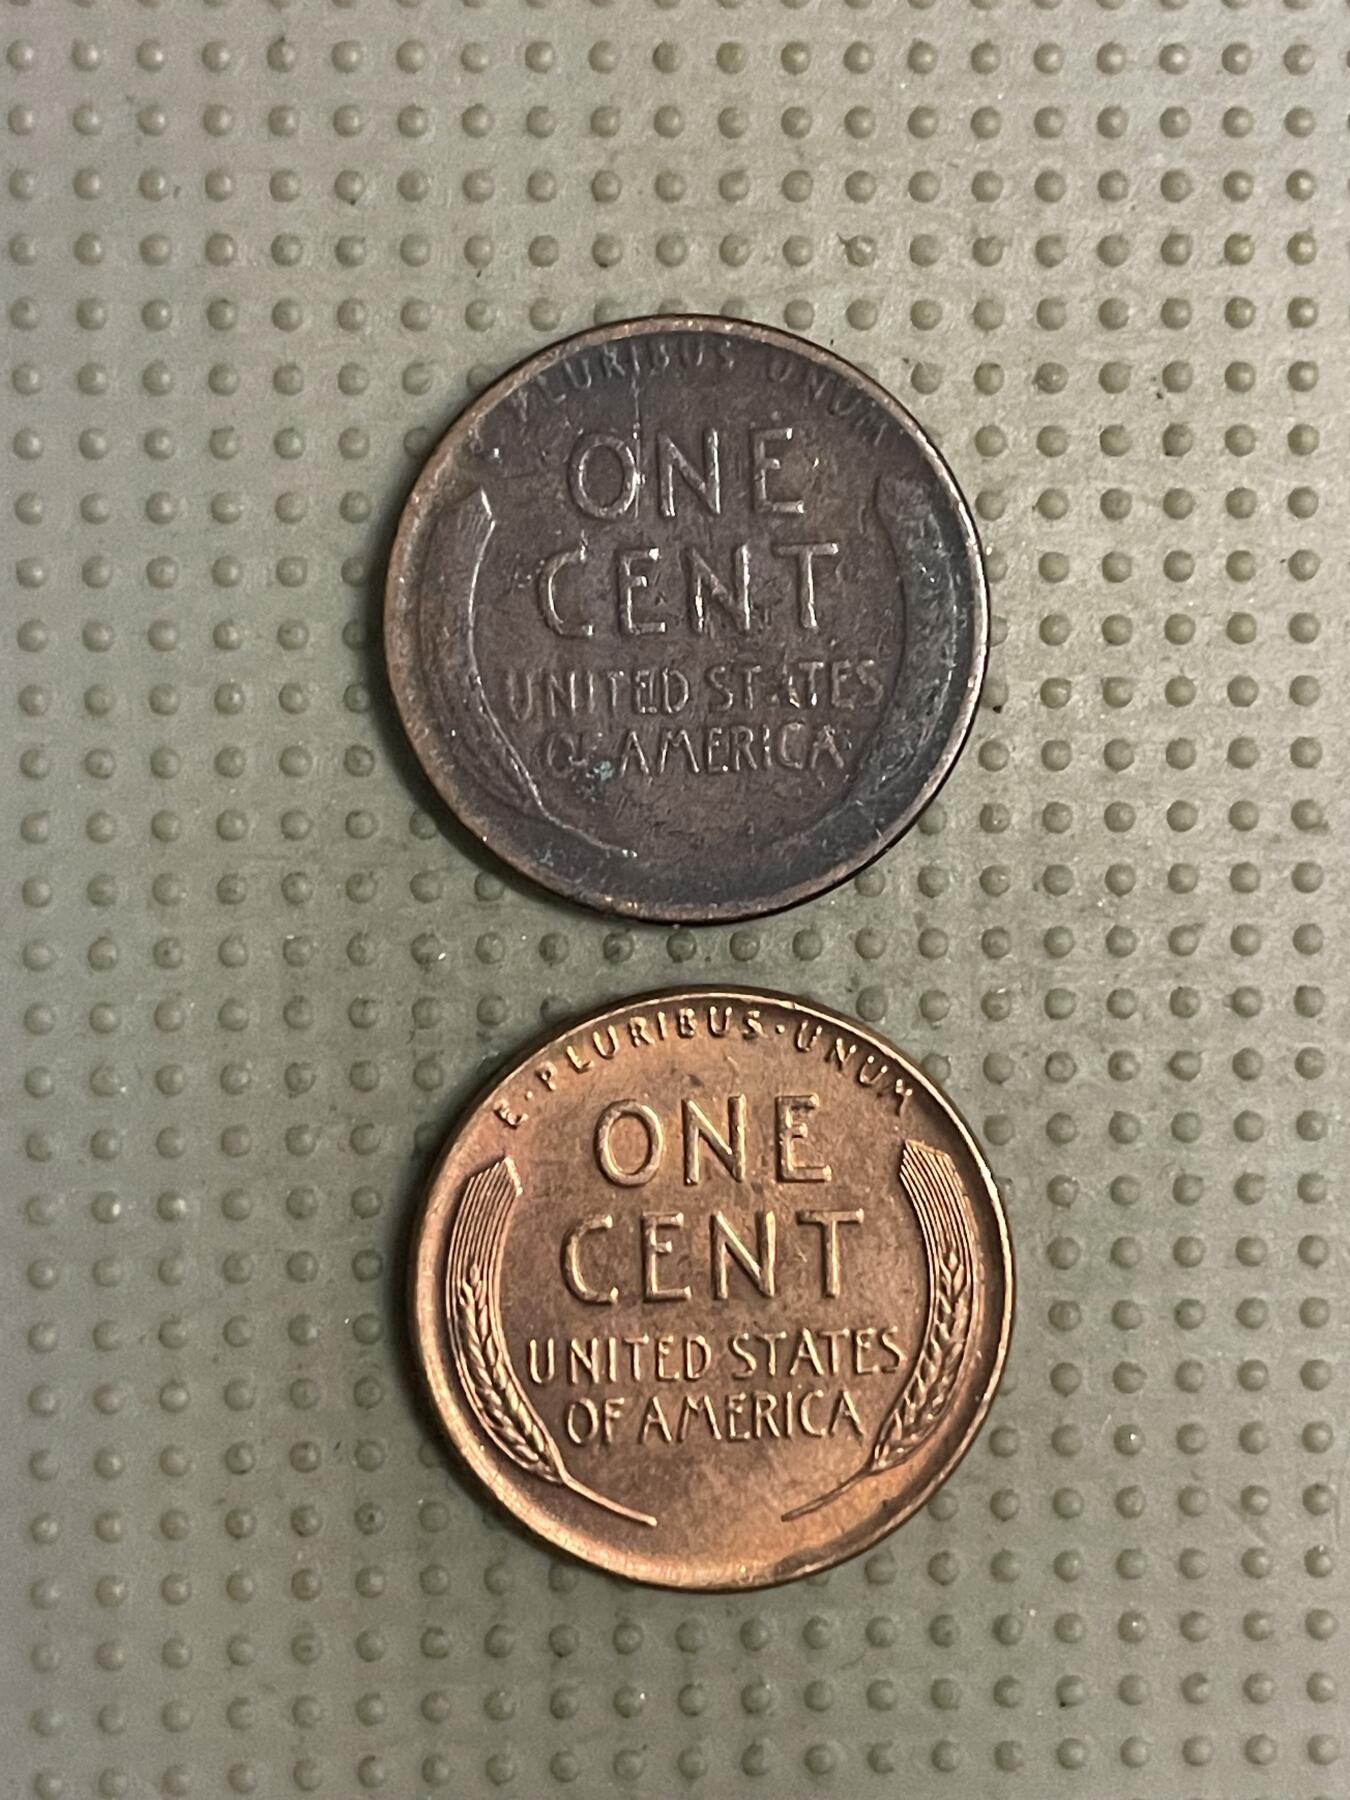 PLURIBUS UNUM
ONE
CENT
UNITED STATES
OF AMERICA
E·PLURIBUS·UNUM
ONE
CENT
UNITED STATES
OF AMERICA